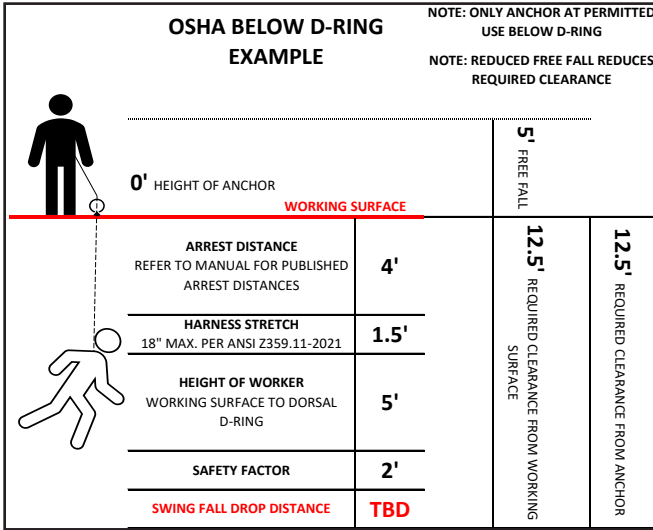 OSHA BELOW D-RING
EXAMPLE
NOTE: ONLY ANCHOR AT PERMITTED
USE BELOW D-RING
NOTE: REDUCED FREE FALL REDUCES
REQUIRED CLEARANCE
0' HEIGHT OF ANCHOR
WORKING SURFACE
5' FREE FALL
ARREST DISTANCE
REFER TO MANUAL FOR PUBLISHED
ARREST DISTANCES
4'
HARNESS STRETCH
18" MAX. PER ANSI Z359.11-2021
1.5'
HEIGHT OF WORKER
WORKING SURFACE TO DORSAL
D-RING
5'
SAFETY FACTOR
2'
SWING FALL DROP DISTANCE
TBD
12.5' REQUIRED CLEARANCE FROM WORKING
SURFACE
12.5' REQUIRED CLEARANCE FROM ANCHOR